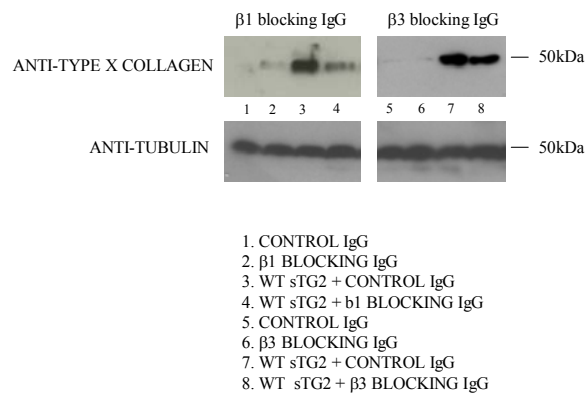 β1 blocking IgG β3 blocking IgG
ANTI-TYPE X COLLAGEN 50kDa
1 2 3 4 5 6 7 8
ANTI-TUBULIN 50kDa
1. CONTROL IgG
2. β1 BLOCKING IgG
3. WT sTG2 + CONTROL IgG
4. WT sTG2 + b1 BLOCKING IgG
5. CONTROL IgG
6. β3 BLOCKING IgG
7. WT sTG2 + CONTROL IgG
8. WT sTG2 + β3 BLOCKING IgG